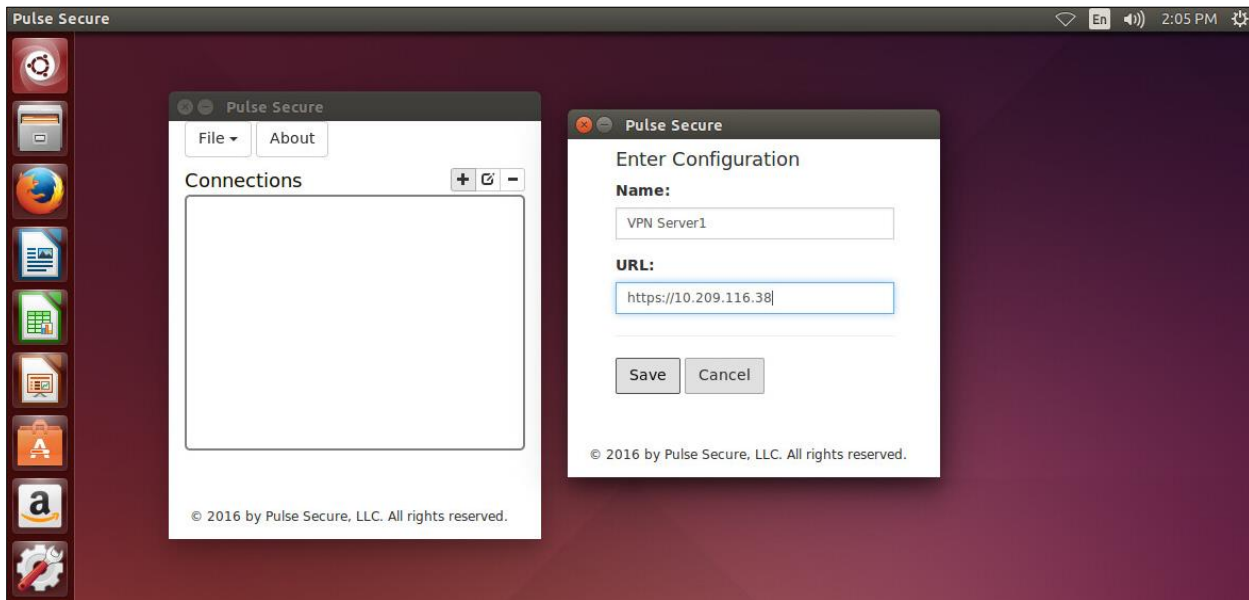 Pulse Secure
En
2:05 PM
Pulse Secure
File
About
Connections
© 2016 by Pulse Secure, LLC. All rights reserved.
Pulse Secure
Enter Configuration
Name:
VPN Server1
URL:
https://10.209.116.38
Save
Cancel
© 2016 by Pulse Secure, LLC. All rights reserved.